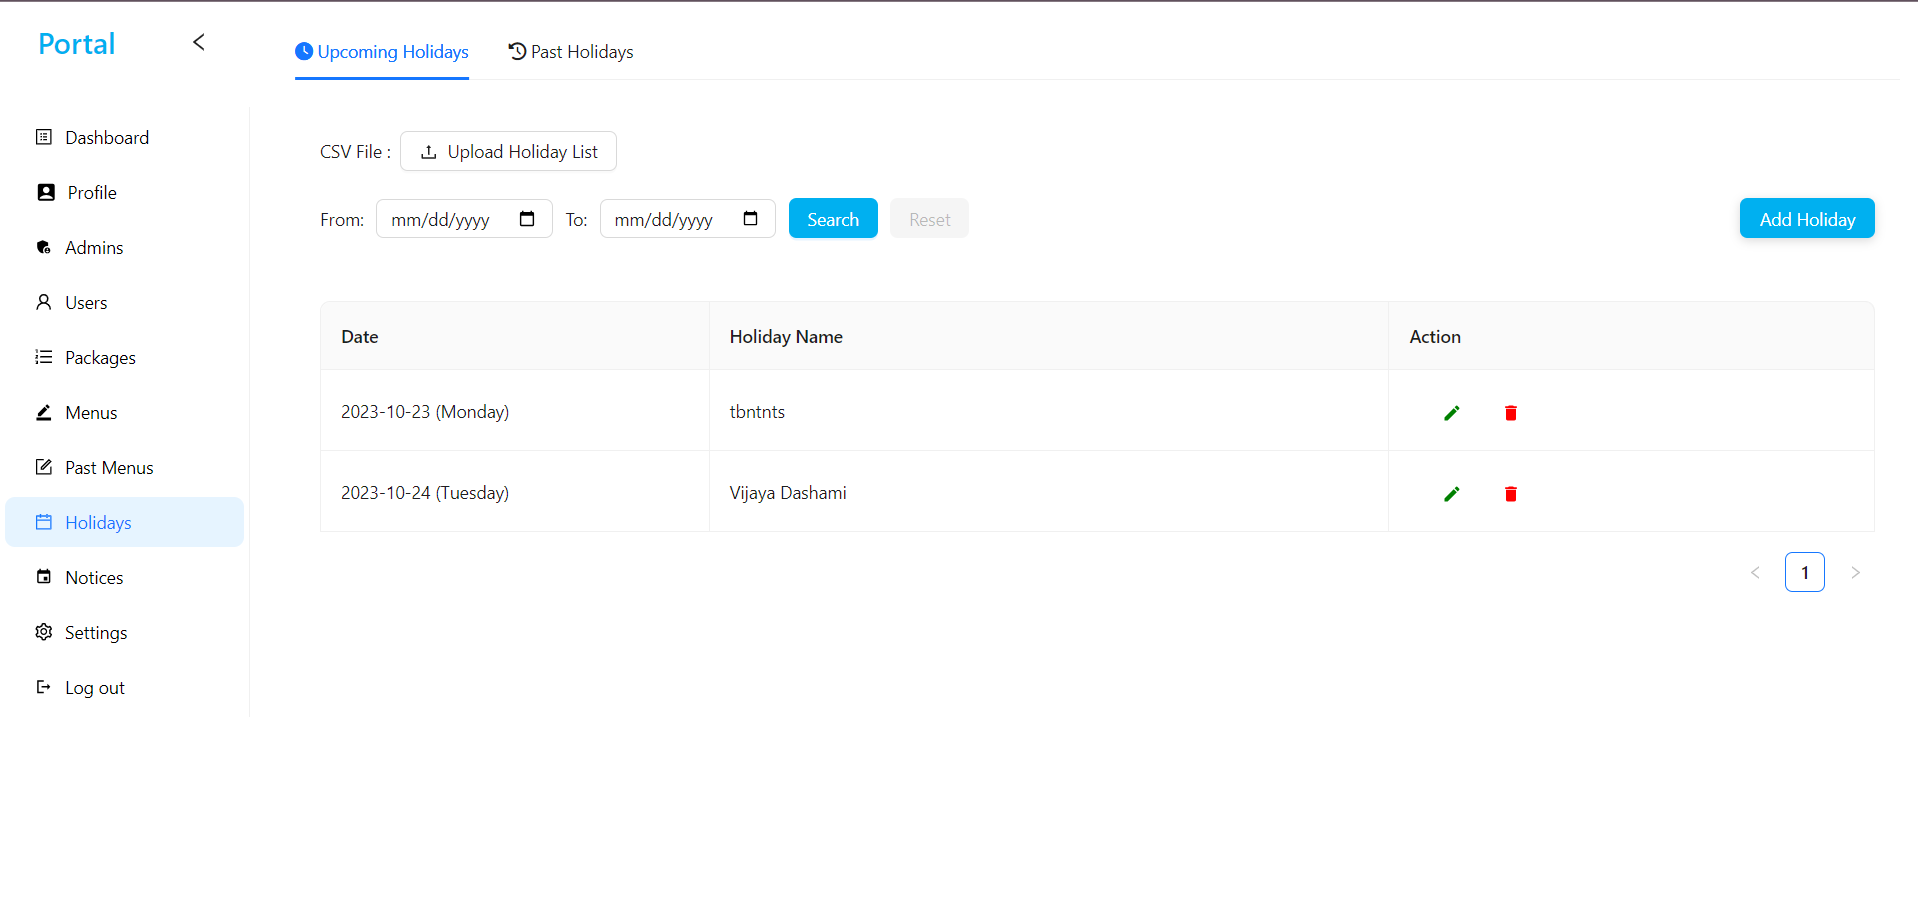 Portal
Upcoming Holidays Past Holidays
Dashboard
Profile
Admins
Users
Packages
Menus
Past Menus
Holidays
Notices
Settings
Log out
CSV File : Upload Holiday List
From: mm/dd/yyyy To: mm/dd/yyyy Search Reset Add Holiday
Date Holiday Name Action
2023-10-23 (Monday) tbntnts
2023-10-24 (Tuesday) Vijaya Dashami
< 1 >